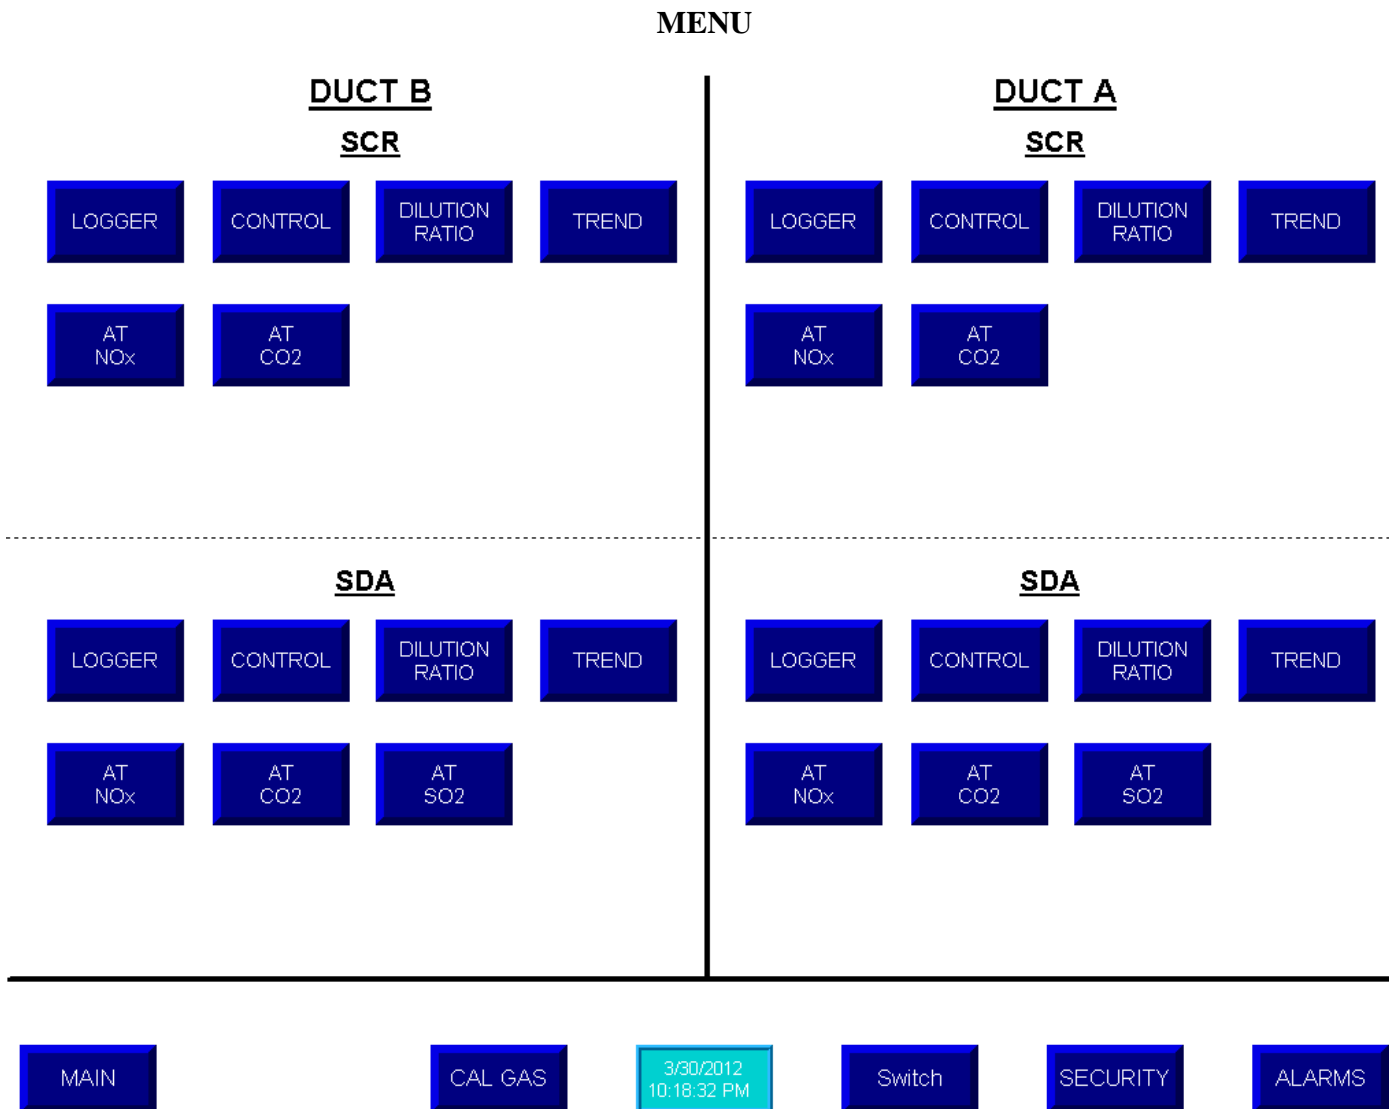 MENU
DUCT B
SCR
LOGGER
CONTROL
DILUTION
RATIO
TREND
AT
NOx
AT
CO2
DUCT A
SCR
LOGGER
CONTROL
DILUTION
RATIO
TREND
AT
NOx
AT
CO2
SDA
LOGGER
CONTROL
DILUTION
RATIO
TREND
AT
NOx
AT
CO2
AT
SO2
SDA
LOGGER
CONTROL
DILUTION
RATIO
TREND
AT
NOx
AT
CO2
AT
SO2
MAIN
CAL GAS
3/30/2012
10:18:32 PM
Switch
SECURITY
ALARMS